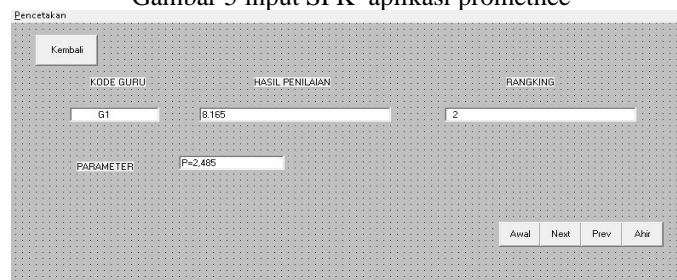 Gambar 5 input SPK aplikasi promethee
Pencetakan
Kembali
KODE GURU HASIL PENILAIAN RANGKING
G1 8.165 2
PARAMETER P=2,485
Awal Next Prev Ahir